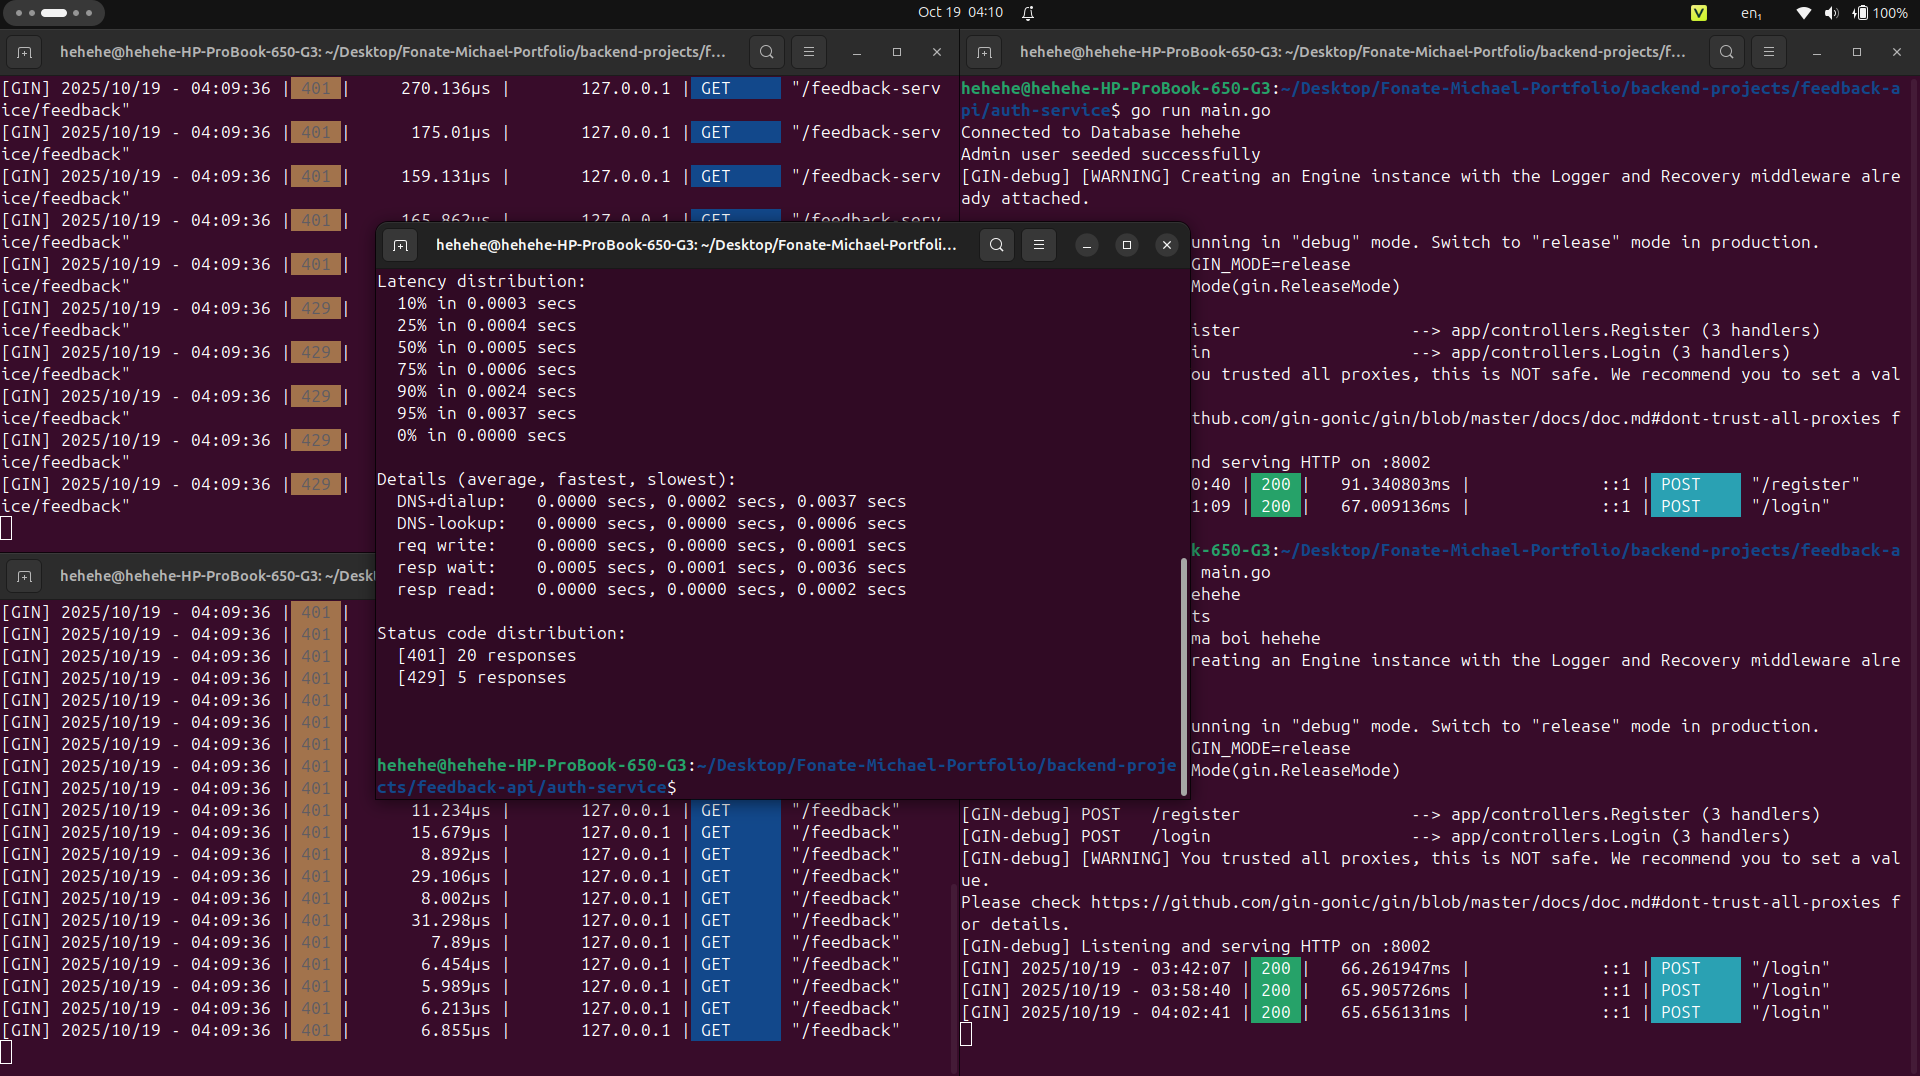 Oct 19 04:10
en₁
100%
hehehe@hehehe-HP-ProBook-650-G3: ~/Desktop/Fonate-Michael-Portfolio/backend-projects/f...
[GIN] 2025/10/19 - 04:09:36 | 401 | 270.136µs | 127.0.0.1 | GET "/feedback-serv
ice/feedback"
[GIN] 2025/10/19 - 04:09:36 | 401 | 175.01µs | 127.0.0.1 | GET "/feedback-serv
ice/feedback"
[GIN] 2025/10/19 - 04:09:36 | 401 | 159.131µs | 127.0.0.1 | GET "/feedback-serv
ice/feedback"
[GIN] 2025/10/19 - 04:09:36 | 401 | 165.862µs | 127.0.0.1 | GET "/feedback-serv
ice/feedback"
[GIN] 2025/10/19 - 04:09:36 | 401 |
ice/feedback"
[GIN] 2025/10/19 - 04:09:36 | 429 |
ice/feedback"
[GIN] 2025/10/19 - 04:09:36 | 429 |
ice/feedback"
[GIN] 2025/10/19 - 04:09:36 | 429 |
ice/feedback"
[GIN] 2025/10/19 - 04:09:36 | 429 |
ice/feedback"
[GIN] 2025/10/19 - 04:09:36 | 429 |
ice/feedback"
hehehe@hehehe-HP-ProBook-650-G3: ~/Desk
[GIN] 2025/10/19 - 04:09:36 | 401 |
[GIN] 2025/10/19 - 04:09:36 | 401 |
[GIN] 2025/10/19 - 04:09:36 | 401 |
[GIN] 2025/10/19 - 04:09:36 | 401 |
[GIN] 2025/10/19 - 04:09:36 | 401 |
[GIN] 2025/10/19 - 04:09:36 | 401 |
[GIN] 2025/10/19 - 04:09:36 | 401 |
[GIN] 2025/10/19 - 04:09:36 | 401 |
[GIN] 2025/10/19 - 04:09:36 | 401 |
[GIN] 2025/10/19 - 04:09:36 | 401 | 11.234µs | 127.0.0.1 | GET "/feedback"
[GIN] 2025/10/19 - 04:09:36 | 401 | 15.679µs | 127.0.0.1 | GET "/feedback"
[GIN] 2025/10/19 - 04:09:36 | 401 | 8.892µs | 127.0.0.1 | GET "/feedback"
[GIN] 2025/10/19 - 04:09:36 | 401 | 29.106µs | 127.0.0.1 | GET "/feedback"
[GIN] 2025/10/19 - 04:09:36 | 401 | 8.002µs | 127.0.0.1 | GET "/feedback"
[GIN] 2025/10/19 - 04:09:36 | 401 | 31.298µs | 127.0.0.1 | GET "/feedback"
[GIN] 2025/10/19 - 04:09:36 | 401 | 7.89µs | 127.0.0.1 | GET "/feedback"
[GIN] 2025/10/19 - 04:09:36 | 401 | 6.454µs | 127.0.0.1 | GET "/feedback"
[GIN] 2025/10/19 - 04:09:36 | 401 | 5.989µs | 127.0.0.1 | GET "/feedback"
[GIN] 2025/10/19 - 04:09:36 | 401 | 6.213µs | 127.0.0.1 | GET "/feedback"
[GIN] 2025/10/19 - 04:09:36 | 401 | 6.855µs | 127.0.0.1 | GET "/feedback"
hehehe@hehehe-HP-ProBook-650-G3: ~/Desktop/Fonate-Michael-Portfoli...
Latency distribution:
10% in 0.0003 secs
25% in 0.0004 secs
50% in 0.0005 secs
75% in 0.0006 secs
90% in 0.0024 secs
95% in 0.0037 secs
0% in 0.0000 secs
Details (average, fastest, slowest):
DNS+dialup: 0.0000 secs, 0.0002 secs, 0.0037 secs
DNS-lookup: 0.0000 secs, 0.0000 secs, 0.0006 secs
req write: 0.0000 secs, 0.0000 secs, 0.0001 secs
resp wait: 0.0005 secs, 0.0001 secs, 0.0036 secs
resp read: 0.0000 secs, 0.0000 secs, 0.0002 secs
Status code distribution:
[401] 20 responses
[429] 5 responses
hehehe@hehehe-HP-ProBook-650-G3:~/Desktop/Fonate-Michael-Portfolio/backend-proje
cts/feedback-api/auth-service$
hehehe@hehehe-HP-ProBook-650-G3: ~/Desktop/Fonate-Michael-Portfolio/backend-projects/f...
hehehe@hehehe-HP-ProBook-650-G3:~/Desktop/Fonate-Michael-Portfolio/backend-projects/feedback-a
pi/auth-service$ go run main.go
Connected to Database hehehe
Admin user seeded successfully
[GIN-debug] [WARNING] Creating an Engine instance with the Logger and Recovery middleware alre
ady attached.
unning in "debug" mode. Switch to "release" mode in production.
GIN_MODE=release
Mode(gin.ReleaseMode)
ister --> app/controllers.Register (3 handlers)
in --> app/controllers.Login (3 handlers)
ou trusted all proxies, this is NOT safe. We recommend you to set a val
thub.com/gin-gonic/gin/blob/master/docs/doc.md#dont-trust-all-proxies f
nd serving HTTP on :8002
0:40 | 200 | 91.340803ms | ::1 | POST "/register"
1:09 | 200 | 67.009136ms | ::1 | POST "/login"
k-650-G3:~/Desktop/Fonate-Michael-Portfolio/backend-projects/feedback-a
main.go
ehehe
ts
ma boi hehehe
reating an Engine instance with the Logger and Recovery middleware alre
unning in "debug" mode. Switch to "release" mode in production.
GIN_MODE=release
Mode(gin.ReleaseMode)
[GIN-debug] POST /register --> app/controllers.Register (3 handlers)
[GIN-debug] POST /login --> app/controllers.Login (3 handlers)
[GIN-debug] [WARNING] You trusted all proxies, this is NOT safe. We recommend you to set a val
ue.
Please check https://github.com/gin-gonic/gin/blob/master/docs/doc.md#dont-trust-all-proxies f
or details.
[GIN-debug] Listening and serving HTTP on :8002
[GIN] 2025/10/19 - 03:42:07 | 200 | 66.261947ms | ::1 | POST "/login"
[GIN] 2025/10/19 - 03:58:40 | 200 | 65.905726ms | ::1 | POST "/login"
[GIN] 2025/10/19 - 04:02:41 | 200 | 65.656131ms | ::1 | POST "/login"